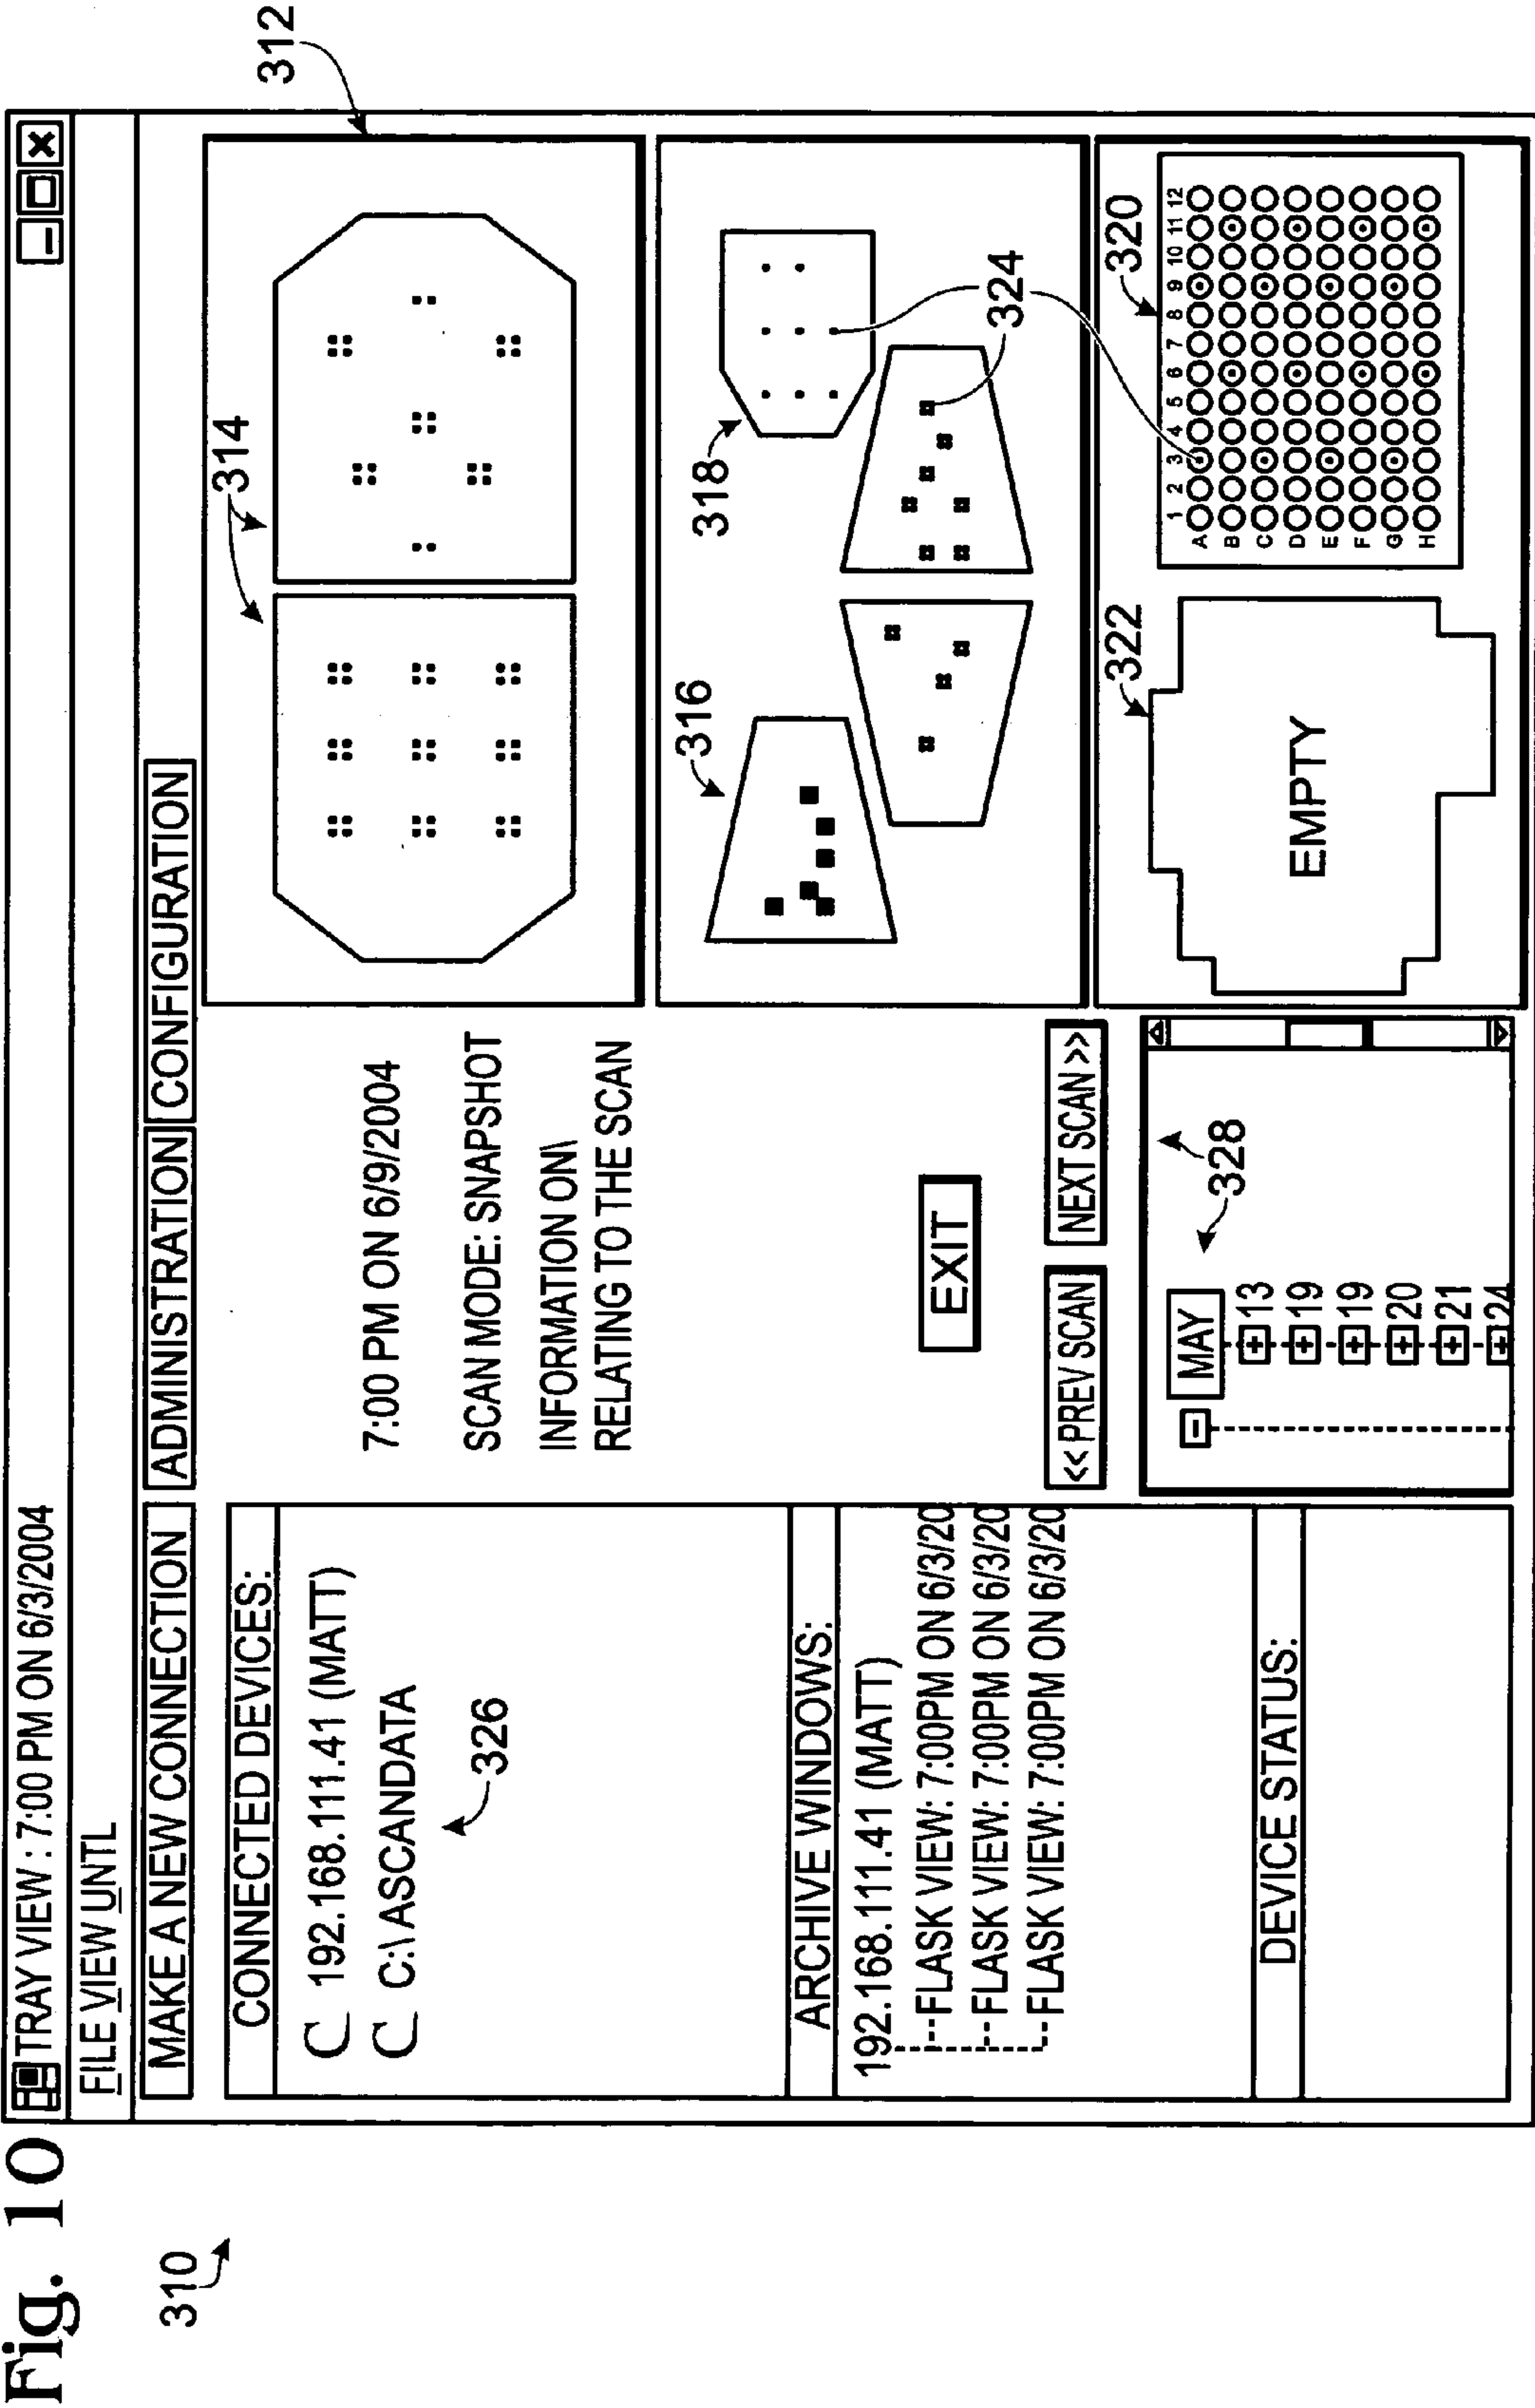 Fig. 10
310
TRAY VIEW : 7:00 PM ON 6/3/2004
FILE VIEW UNTL
MAKE A NEW CONNECTION
ADMINISTRATION
CONFIGURATION
CONNECTED DEVICES:
C 192.168.111.41 (MATT)
C C:\ ASCANDATA
326
ARCHIVE WINDOWS:
192.168.111.41 (MATT)
FLASK VIEW: 7:00PM ON 6/3/20
FLASK VIEW: 7:00PM ON 6/3/20
FLASK VIEW: 7:00PM ON 6/3/20
DEVICE STATUS:
7:00 PM ON 6/9/2004
SCAN MODE: SNAPSHOT
INFORMATION ON\
RELATING TO THE SCAN
EXIT
<< PREV SCAN
NEXT SCAN >>
MAY
13
19
19
20
21
24
328
312
314
316
318
324
322
EMPTY
320
1 2 3 4 5 6 7 8 9 10 11 12
A
B
C
D
E
F
G
H